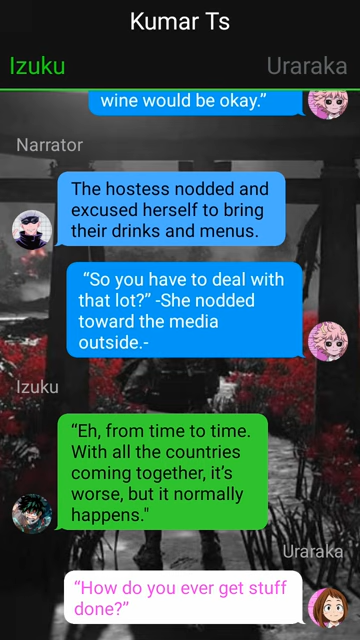 Kumar Ts
Izuku
Uraraka
wine would be okay.”
Narrator
The hostess nodded and
excused herself to bring
their drinks and menus.
“So you have to deal with
that lot?” -She nodded
toward the media
outside.-
Izuku
“Eh, from time to time.
With all the countries
coming together, it’s
worse, but it normally
happens."
Uraraka
“How do you ever get stuff
done?”